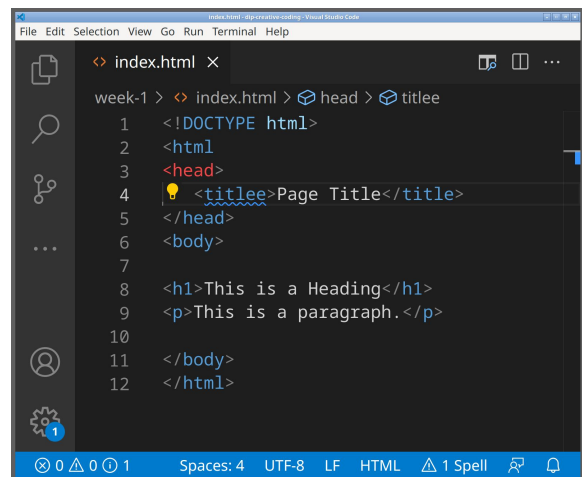 index.html - dip-creative-coding - Visual Studio Code
File Edit Selection View Go Run Terminal Help
<> index.html ×
week-1 > <> index.html > head > titlee
1 <!DOCTYPE html>
2 <html
3 <head>
4 <titlee>Page Title</title>
5 </head>
6 <body>
7
8 <h1>This is a Heading</h1>
9 <p>This is a paragraph.</p>
10
11 </body>
12 </html>
1
0 0 1 Spaces: 4 UTF-8 LF HTML 1 Spell